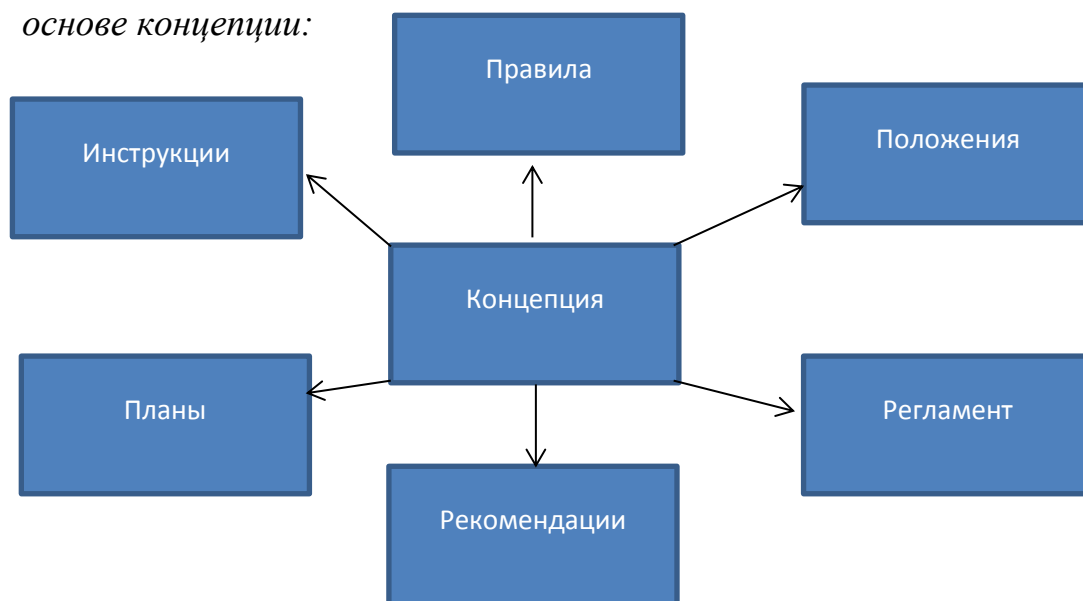 основе концепции:
Правила
Инструкции
Положения
Концепция
Планы
Регламент
Рекомендации